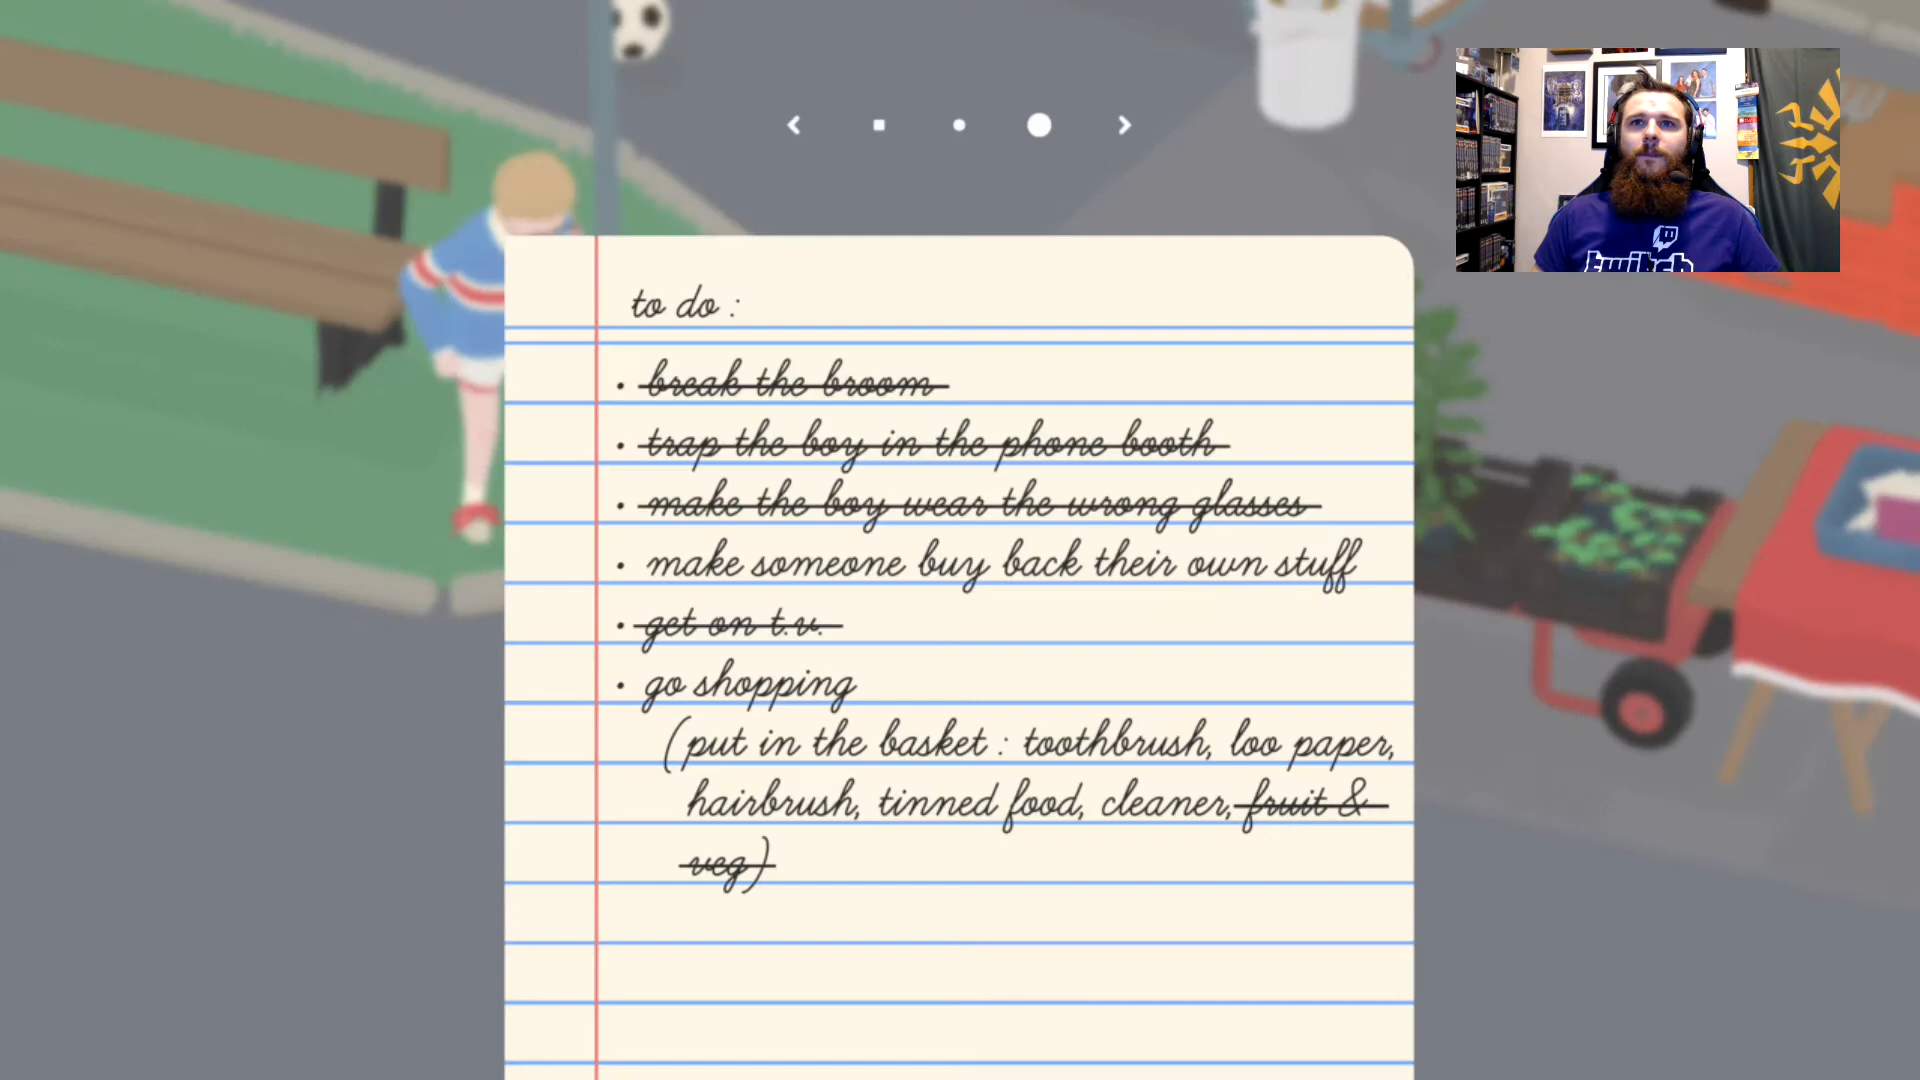 to do :
• break the broom
• trap the boy in the phone booth
• make the boy wear the wrong glasses
• make someone buy back their own stuff
• get on t.v.
• go shopping
(put in the basket : toothbrush, loo paper,
hairbrush, tinned food, cleaner, fruit &
veg)
twitch